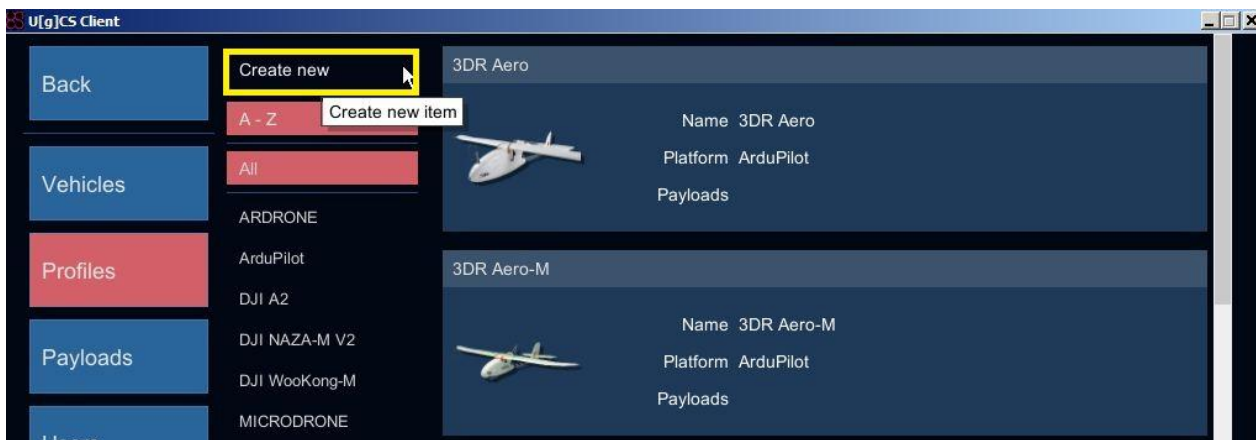 U[g]CS Client
Back
Vehicles
Profiles
Payloads
Create new
Create new item
A - Z
All
ARDRONE
ArduPilot
DJI A2
DJI NAZA-M V2
DJI WooKong-M
MICRODRONE
3DR Aero
Name 3DR Aero
Platform ArduPilot
Payloads
3DR Aero-M
Name 3DR Aero-M
Platform ArduPilot
Payloads